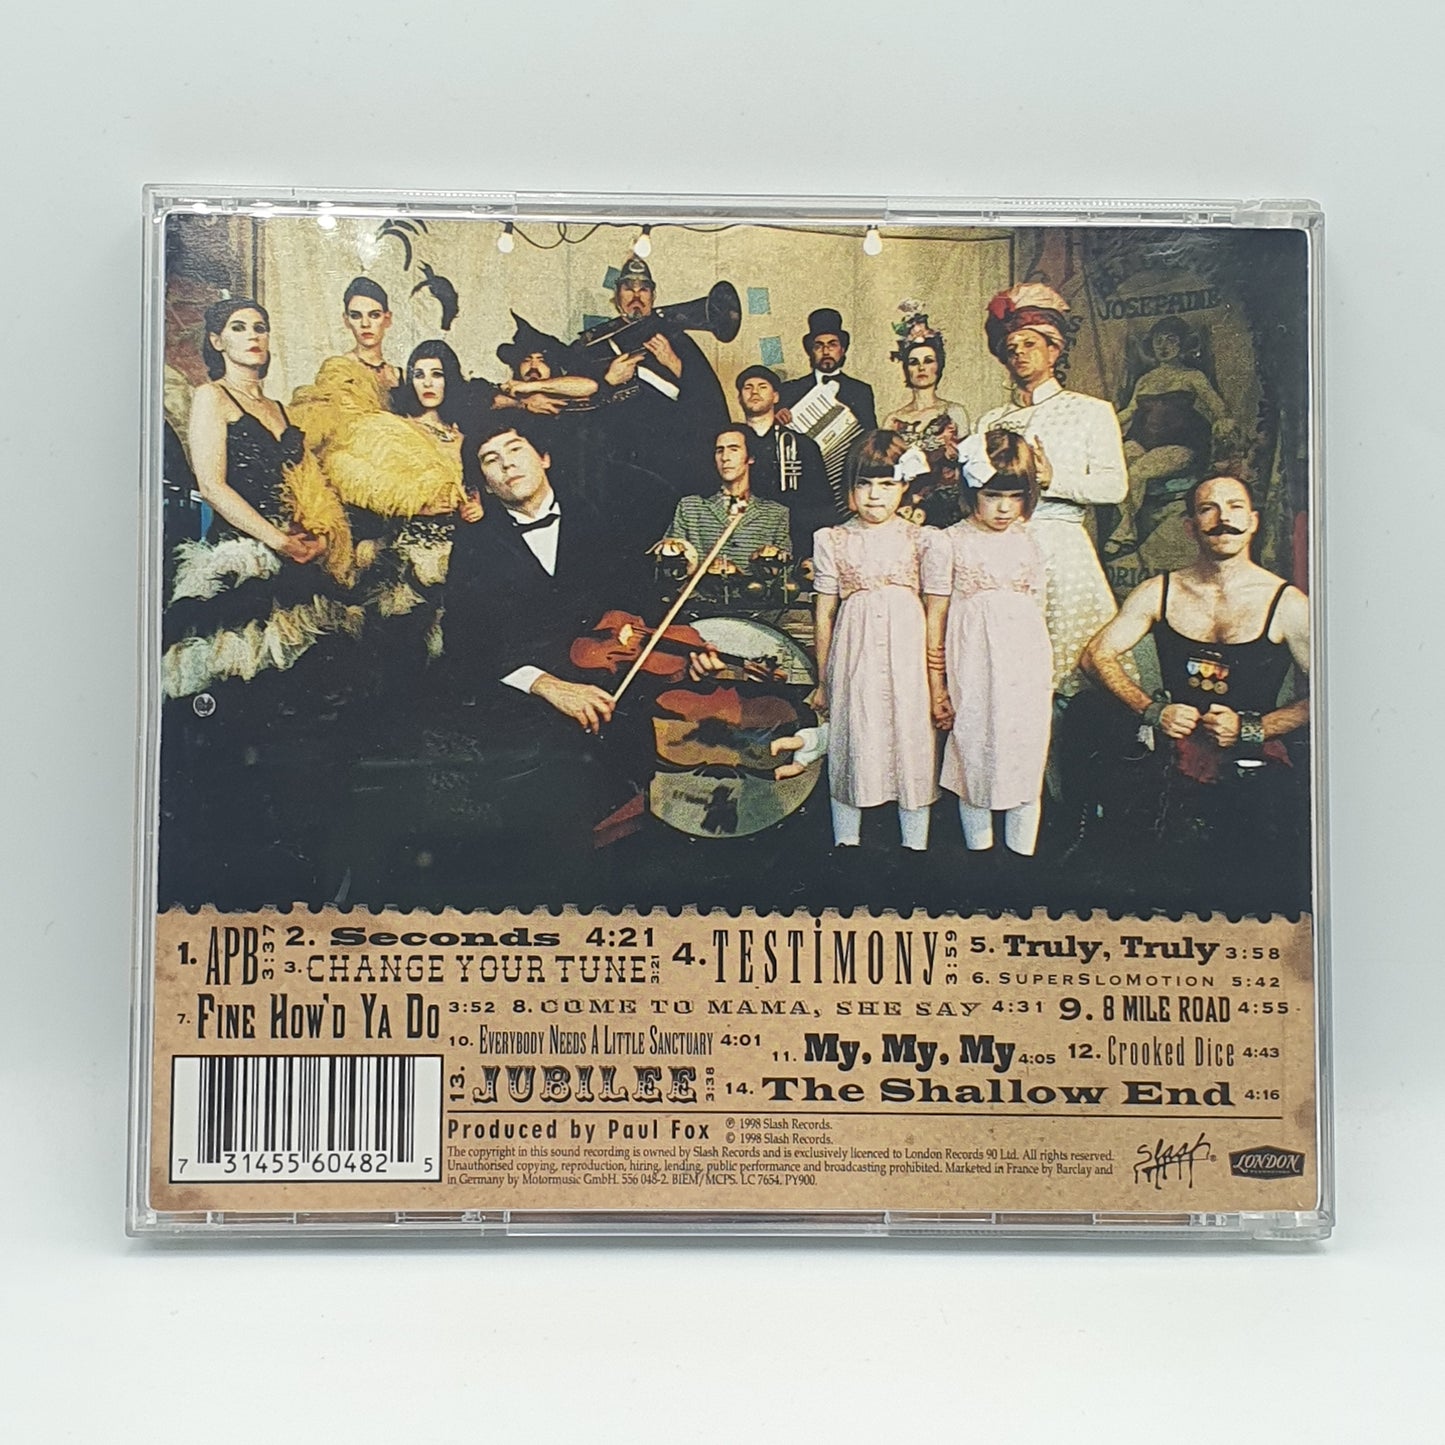 JOSEPALI
1. APB 3:37
2. Seconds 4:21
3. CHANGE YOUR TUNE 3:21
4. TESTiMONY 3:59
5. Truly, Truly 3:58
6. SUPERSLOMOTION 5:42
7. FINE HOW'D YA DO 3:52
8. COME TO MAMA, SHE SAY 4:31
9. 8 MILE ROAD 4:55
10. EVERYBODY NEEDS A LITTLE SANCTUARY 4:01
11. My, My, My 4:05
12. Crooked Dice 4:43
13. JUBILEE 3:38
14. The Shallow End 4:16
7 31455 60482 5
Produced by Paul Fox
℗ 1998 Slash Records.
© 1998 Slash Records.
The copyright in this sound recording is owned by Slash Records and is exclusively licenced to London Records 90 Ltd. All rights reserved.
Unauthorised copying, reproduction, hiring, lending, public performance and broadcasting prohibited. Marketed in France by Barclay and
in Germany by Motormusic GmbH. 556 048-2. BIEM/MCPS. LC 7654. PY900.
slash ®
LONDON